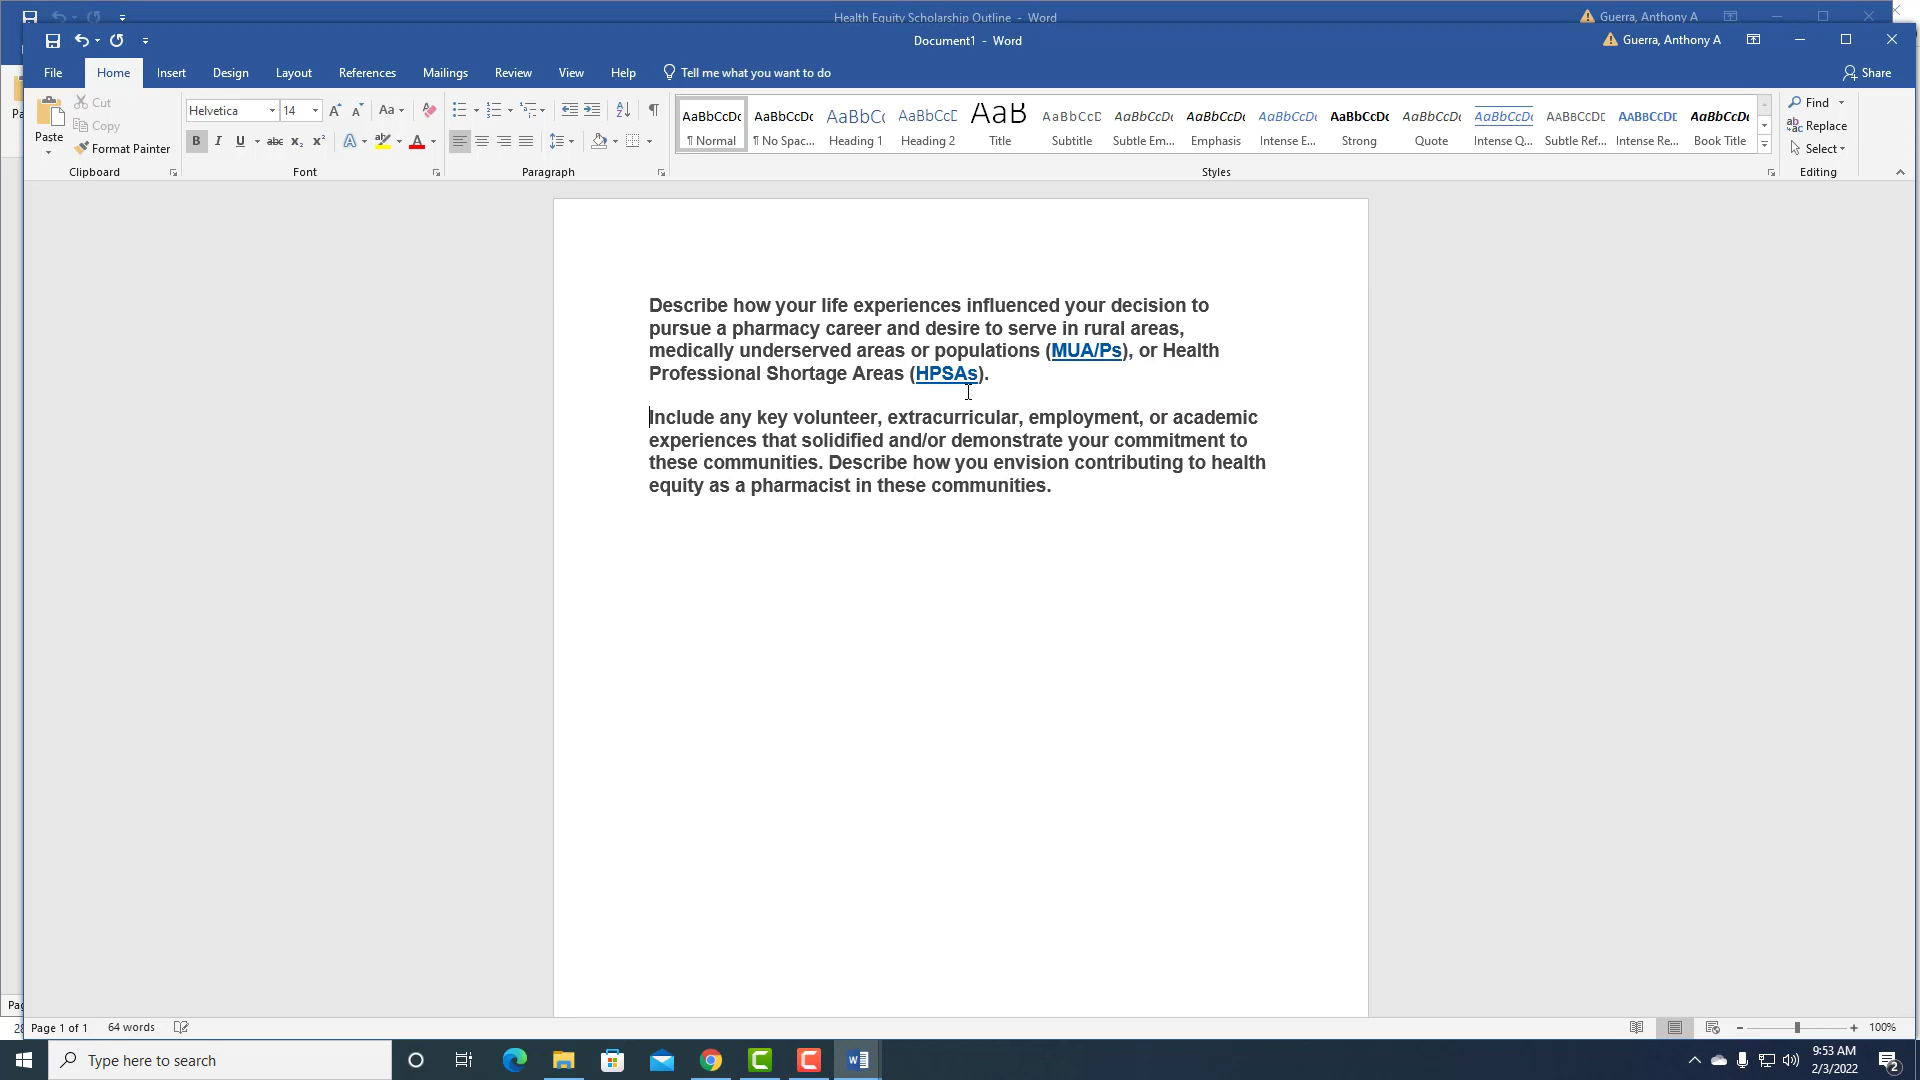 Health Equity Scholarship Outline - Word
Guerra, Anthony A
Document1 - Word
Guerra, Anthony A
File Home Insert Design Layout References Mailings Review View Help Tell me what you want to do Share
Paste
Cut
Copy
Format Painter
Clipboard
Helvetica 14
Font
Paragraph
AaBbCcDc AaBbCcDc AaBbCc AaBbCcE AaB AaBbCcD AaBbCcDc AaBbCcDc AaBbCcDc AaBbCcDc AaBbCcDc AaBbCcDc AABBCCDE AABBCCDE AaBbCcDc
¶ Normal ¶ No Spac... Heading 1 Heading 2 Title Subtitle Subtle Em... Emphasis Intense E... Strong Quote Intense Q... Subtle Ref... Intense Re... Book Title
Styles
Find
Replace
Select
Editing
Describe how your life experiences influenced your decision to
pursue a pharmacy career and desire to serve in rural areas,
medically underserved areas or populations (MUA/Ps), or Health
Professional Shortage Areas (HPSAs).
Include any key volunteer, extracurricular, employment, or academic
experiences that solidified and/or demonstrate your commitment to
these communities. Describe how you envision contributing to health
equity as a pharmacist in these communities.
Page 1 of 1 64 words
100%
Type here to search
9:53 AM
2/3/2022
2